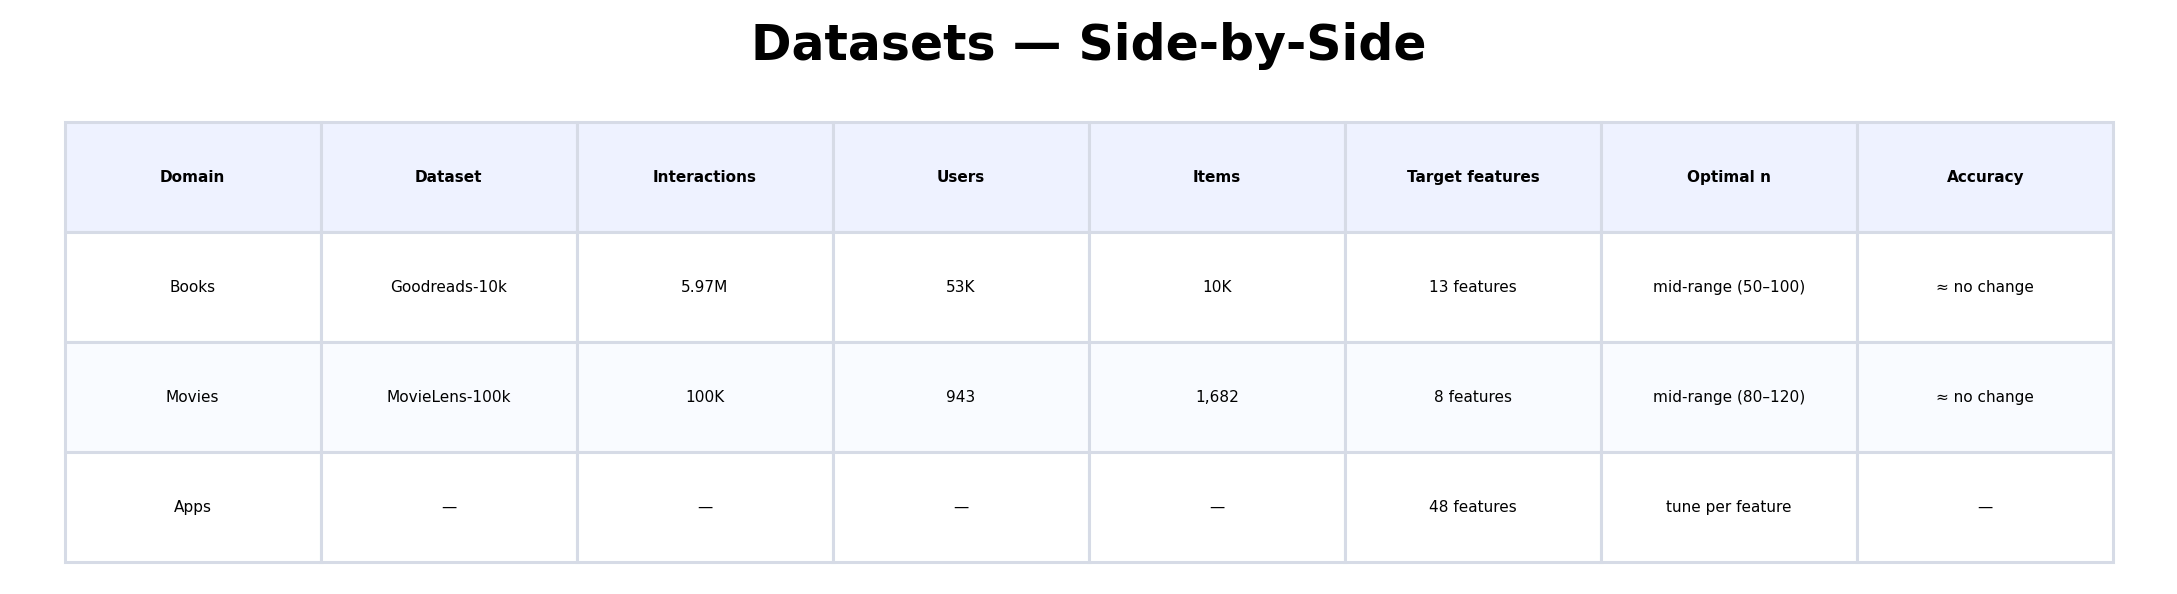 Datasets — Side-by-Side
Domain Dataset Interactions Users Items Target features Optimal n Accuracy
Books Goodreads-10k 5.97M 53K 10K 13 features mid-range (50–100) ≈ no change
Movies MovieLens-100k 100K 943 1,682 8 features mid-range (80–120) ≈ no change
Apps — — — — 48 features tune per feature —